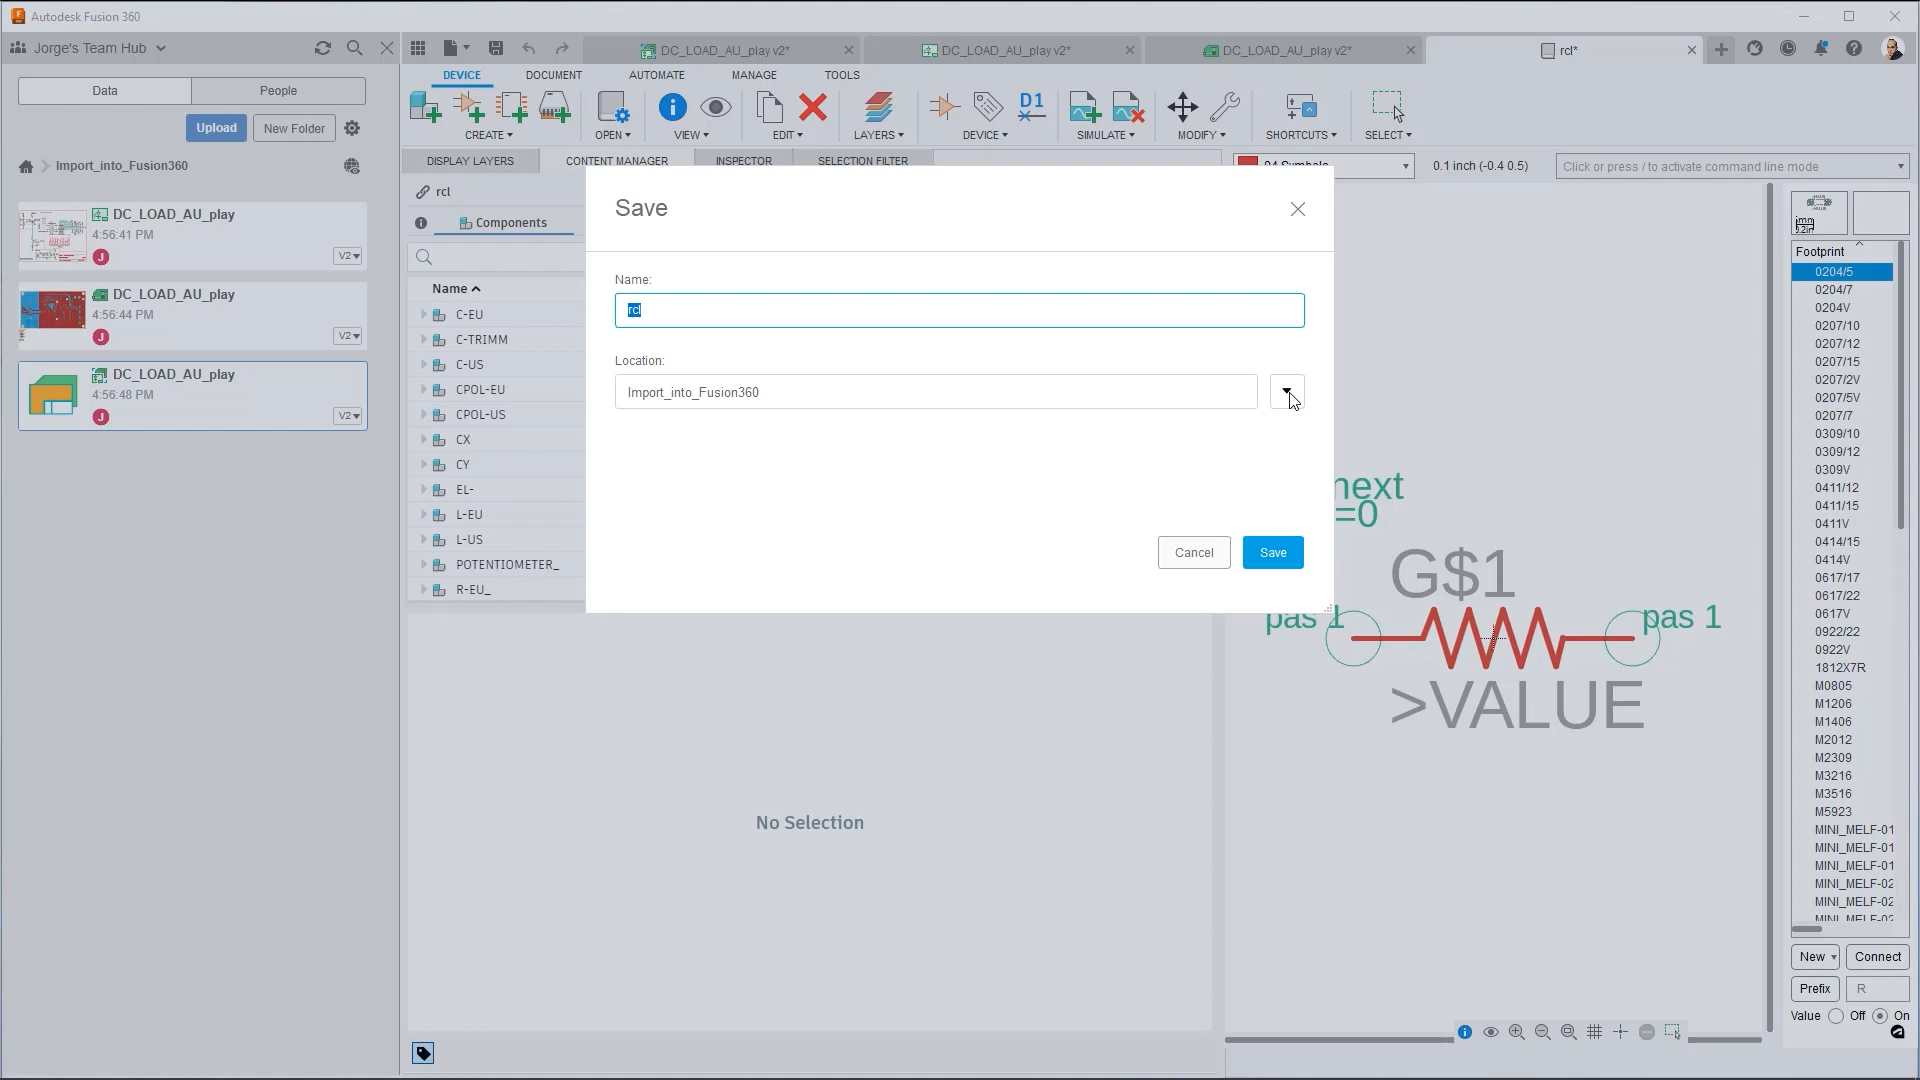 Autodesk Fusion 360
Jorge's Team Hub
DC_LOAD_AU_play v2*
DC_LOAD_AU_play v2*
DC_LOAD_AU_play v2*
rcl*
DEVICE
DOCUMENT
AUTOMATE
MANAGE
TOOLS
Data
People
Upload
New Folder
D1
CREATE
OPEN
VIEW
EDIT
LAYERS
DEVICE
SIMULATE
MODIFY
SHORTCUTS
SELECT
Import_into_Fusion360
DISPLAY LAYERS
CONTENT MANAGER
INSPECTOR
SELECTION FILTER
94 Symbols
0.1 inch (-0.4 0.5)
Click or press / to activate command line mode
rcl
Components
Name
C-EU
C-TRIMM
C-US
CPOL-EU
CPOL-US
CX
CY
EL-
L-EU
L-US
POTENTIOMETER_
R-EU_
DC_LOAD_AU_play
4:56:41 PM
J
V2
DC_LOAD_AU_play
4:56:44 PM
J
V2
DC_LOAD_AU_play
4:56:48 PM
J
V2
Save
Name:
rcl
Location:
Import_into_Fusion360
Cancel
Save
No Selection
next
=0
G$1
pas 1
pas 1
>VALUE
Footprint
0204/5
0204/7
0204V
0207/10
0207/12
0207/15
0207/2V
0207/5V
0207/7
0309/10
0309/12
0309V
0411/12
0411/15
0411V
0414/15
0414V
0617/17
0617/22
0617V
0922/22
0922V
1812X7R
M0805
M1206
M1406
M2012
M2309
M3216
M3516
M5923
MINI_MELF-01
MINI_MELF-01
MINI_MELF-01
MINI_MELF-02
MINI_MELF-02
MINI_MELF-02
New
Connect
Prefix
R
Value
Off
On